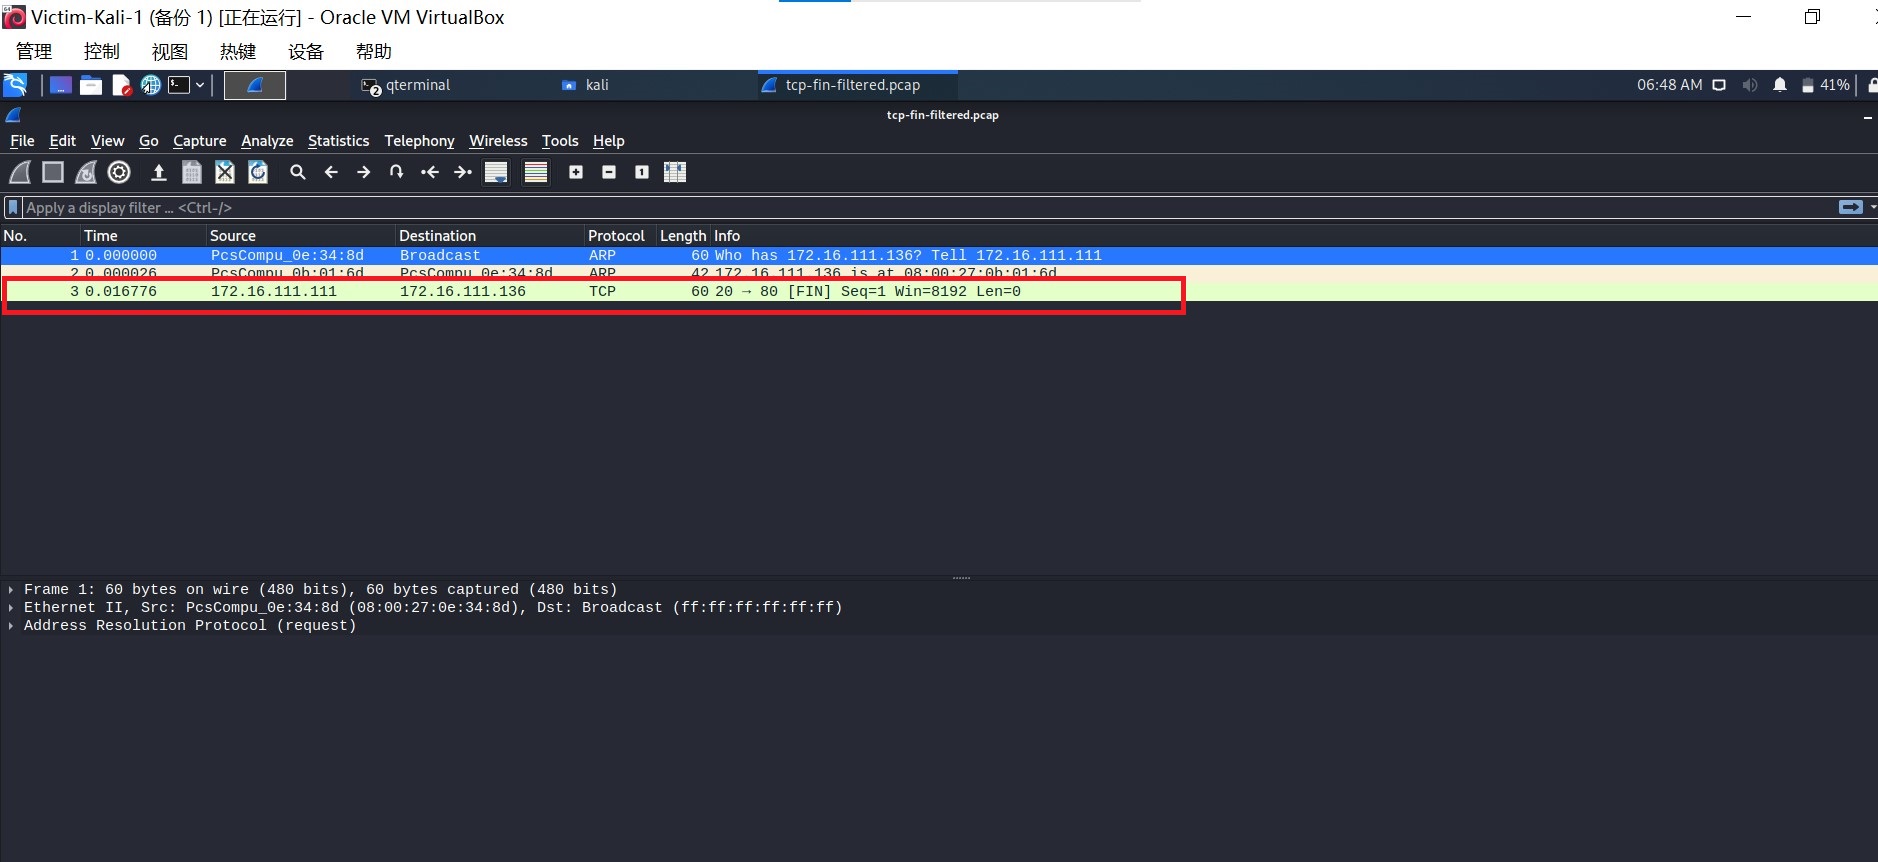 Victim-Kali-1 (备份 1) [正在运行] - Oracle VM VirtualBox
管理 控制 视图 热键 设备 帮助
qterminal kali tcp-fin-filtered.pcap 06:48 AM 41%
2
tcp-fin-filtered.pcap
File Edit View Go Capture Analyze Statistics Telephony Wireless Tools Help
Apply a display filter ... <Ctrl-/>
No. Time Source Destination Protocol Length Info
1 0.000000 PcsCompu_0e:34:8d Broadcast ARP 60 Who has 172.16.111.136? Tell 172.16.111.111
2 0.000026 PcsCompu_0b:01:6d PcsCompu_0e:34:8d ARP 42 172.16.111.136 is at 08:00:27:0b:01:6d
3 0.016776 172.16.111.111 172.16.111.136 TCP 60 20 → 80 [FIN] Seq=1 Win=8192 Len=0
Frame 1: 60 bytes on wire (480 bits), 60 bytes captured (480 bits)
Ethernet II, Src: PcsCompu_0e:34:8d (08:00:27:0e:34:8d), Dst: Broadcast (ff:ff:ff:ff:ff:ff)
Address Resolution Protocol (request)